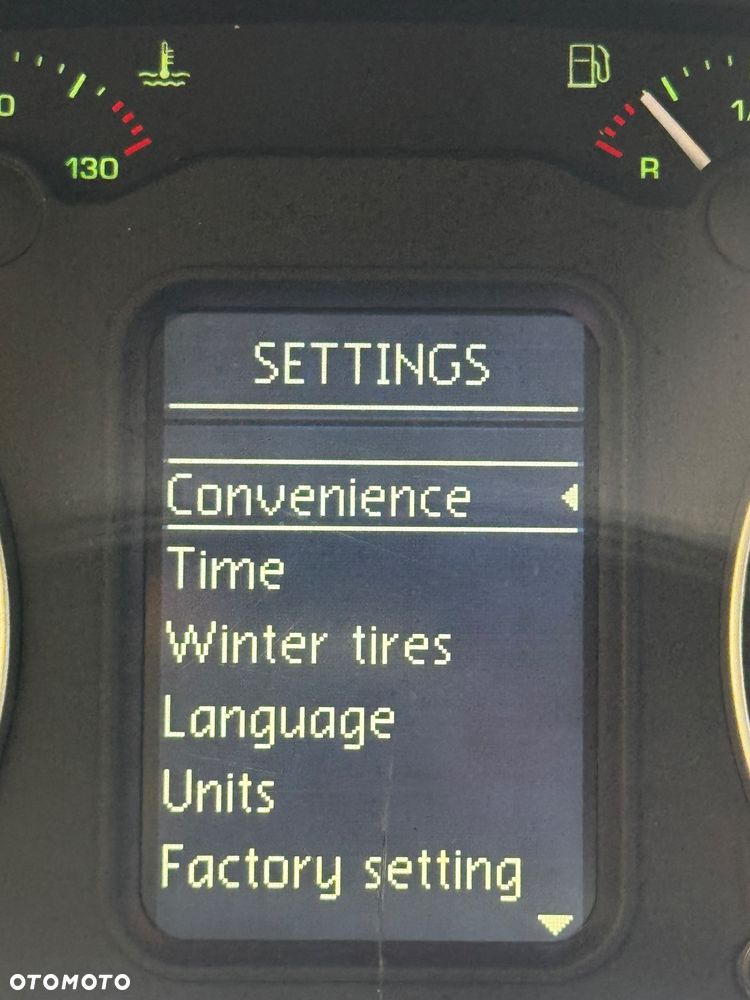 130
R
SETTINGS
Convenience
Time
Winter tires
Language
Units
Factory setting
OTOMOTO